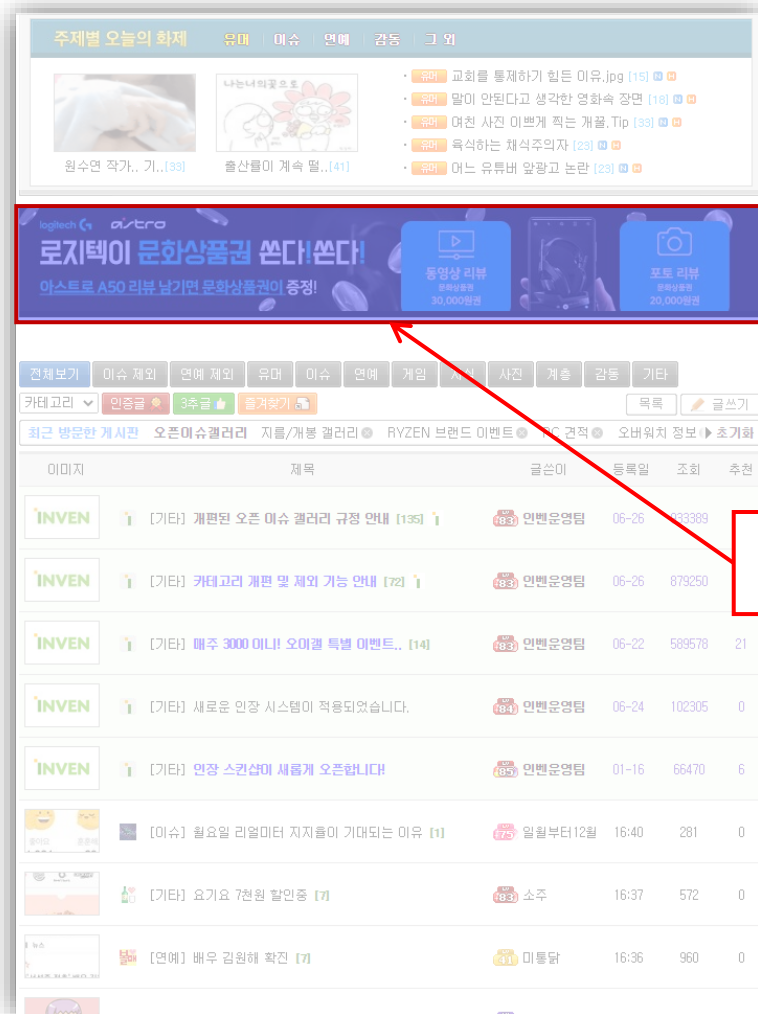 주제별 오늘의 화제 유머 이슈 연예 감동 그 외
유머 교회를 통제하기 힘든 이유.jpg [15]
유머 말이 안된다고 생각한 영화속 장면 [18]
유머 여친 사진 이쁘게 찍는 개꿀.Tip [33]
유머 육식하는 채식주의자 [23]
유머 어느 유튜버 앞광고 논란 [23]
나는너의꽃으로
원수연 작가.. 기..[33] 출산률이 계속 떨..[41]
logitech G astro
로지텍이 문화상품권 쏜다!쏜다!
아스트로 A50 리뷰 남기면 문화상품권이 증정!
동영상 리뷰
문화상품권
30,000원권
포토 리뷰
문화상품권
20,000원권
전체보기 이슈 제외 연예 제외 유머 이슈 연예 게임 지식 사진 계층 감동 기타
카테고리 인증글 3추글 즐겨찾기 목록 글쓰기
최근 방문한 게시판 오픈이슈갤러리 지름/개봉 갤러리 RYZEN 브랜드 이벤트 PC 견적 오버워치 정보 초기화
이미지 제목 글쓴이 등록일 조회 추천
INVEN [기타] 개편된 오픈 이슈 갤러리 규정 안내 [135] 83 인벤운영팀 06-26 933389
INVEN [기타] 카테고리 개편 및 제외 기능 안내 [72] 83 인벤운영팀 06-26 879250
INVEN [기타] 매주 3000 이니! 오이갤 특별 이벤트.. [14] 83 인벤운영팀 06-22 589578 21
INVEN [기타] 새로운 인장 시스템이 적용되었습니다. 84 인벤운영팀 06-24 102305 0
INVEN [기타] 인장 스킨샵이 새롭게 오픈합니다! 85 인벤운영팀 01-16 66470 6
[이슈] 월요일 리얼미터 지지율이 기대되는 이유 [1] 75 일월부터12월 16:40 281 0
[기타] 요기요 7천원 할인중 [7] 83 소주 16:37 572 0
[연예] 배우 김원해 확진 [7] 41 미통닭 16:36 960 0